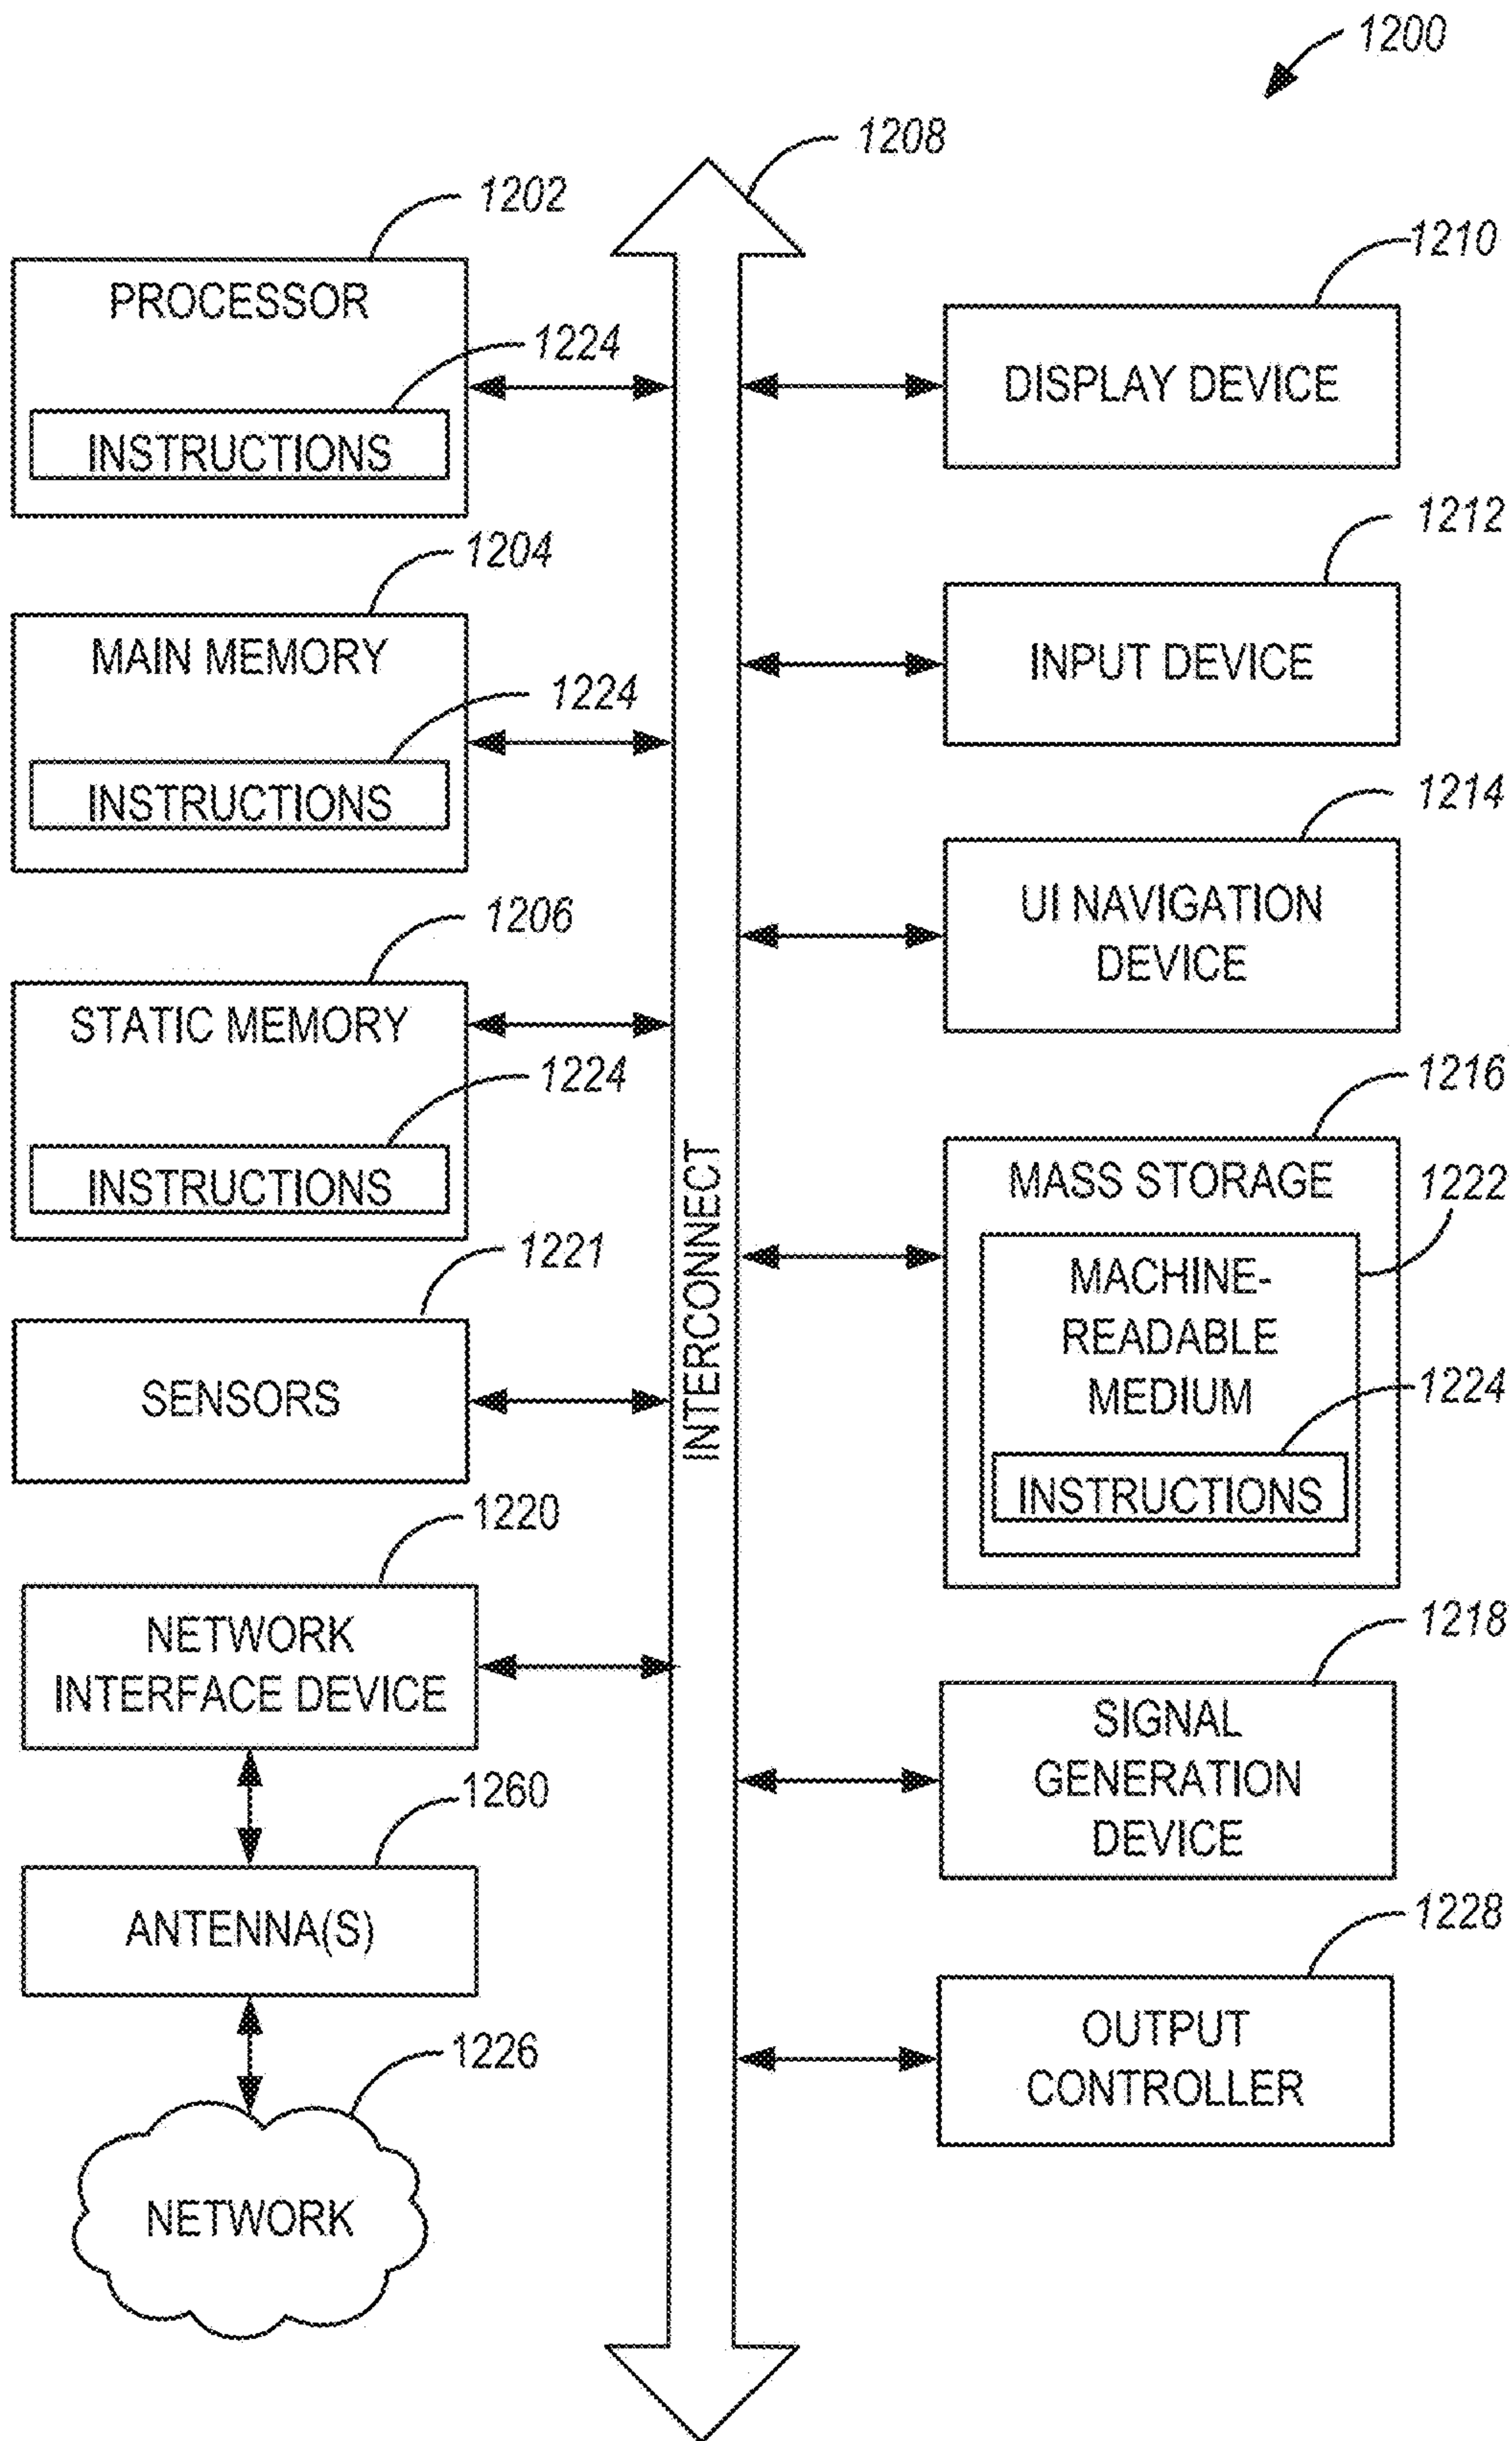 1200
1208
1202
PROCESSOR
1224
INSTRUCTIONS
1204
MAIN MEMORY
1224
INSTRUCTIONS
1206
STATIC MEMORY
1224
INSTRUCTIONS
1221
SENSORS
1220
NETWORK
INTERFACE DEVICE
1260
ANTENNA(S)
1226
NETWORK
INTERCONNECT
1210
DISPLAY DEVICE
1212
INPUT DEVICE
1214
UI NAVIGATION
DEVICE
1216
MASS STORAGE
1222
MACHINE-
READABLE
MEDIUM
1224
INSTRUCTIONS
1218
SIGNAL
GENERATION
DEVICE
1228
OUTPUT
CONTROLLER